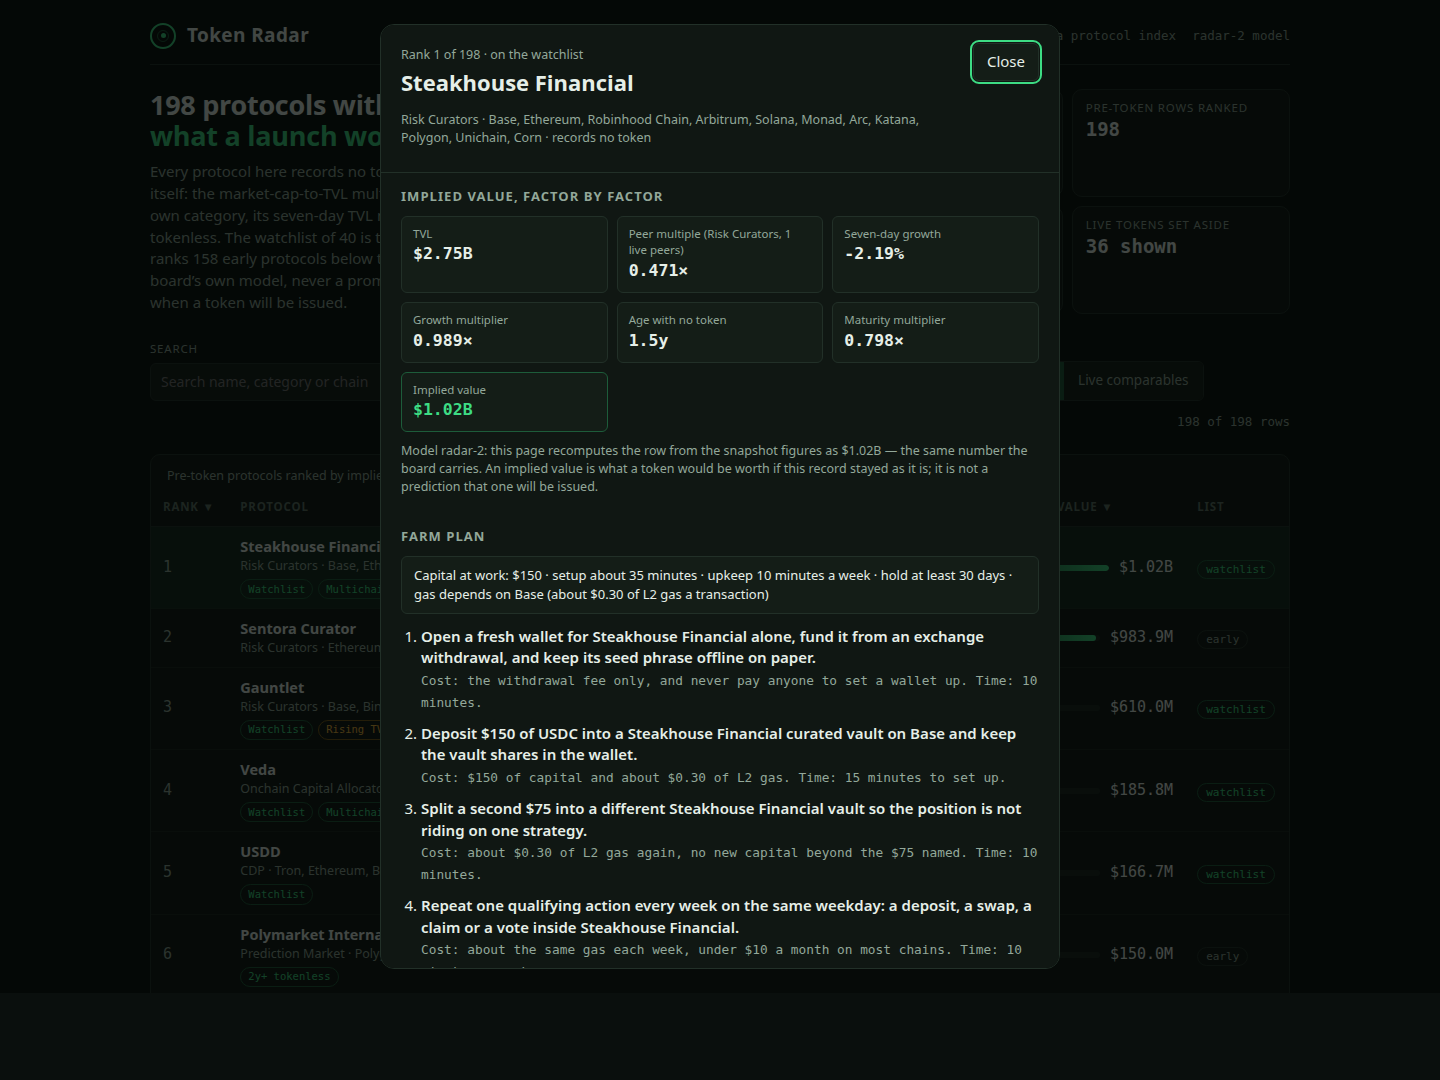 Token Radar
protocol index radar-2 model
198 protocols with
what a launch wo
Every protocol here records no to
itself: the market-cap-to-TVL mul
own category, its seven-day TVL
tokenless. The watchlist of 40 is t
ranks 158 early protocols below t
board's own model, never a prom
when a token will be issued.
PRE-TOKEN ROWS RANKED
198
LIVE TOKENS SET ASIDE
36 shown
SEARCH
Search name, category or chain
Live comparables
198 of 198 rows
Pre-token protocols ranked by implie
RANK ▼ PROTOCOL VALUE ▼ LIST
1 Steakhouse Financi $1.02B watchlist
Risk Curators · Base, Eth
Watchlist Multichai
2 Sentora Curator $983.9M early
Risk Curators · Ethereum
3 Gauntlet $610.0M watchlist
Risk Curators · Base, Bin
Watchlist Rising TV
4 Veda $185.8M watchlist
Onchain Capital Allocato
Watchlist Multichai
5 USDD $166.7M watchlist
CDP · Tron, Ethereum, B
Watchlist
6 Polymarket Interna $150.0M early
Prediction Market · Poly
2y+ tokenless
Rank 1 of 198 · on the watchlist
Steakhouse Financial
Close
Risk Curators · Base, Ethereum, Robinhood Chain, Arbitrum, Solana, Monad, Arc, Katana,
Polygon, Unichain, Corn · records no token
IMPLIED VALUE, FACTOR BY FACTOR
TVL
$2.75B
Peer multiple (Risk Curators, 1
live peers)
0.471×
Seven-day growth
-2.19%
Growth multiplier
0.989×
Age with no token
1.5y
Maturity multiplier
0.798×
Implied value
$1.02B
Model radar-2: this page recomputes the row from the snapshot figures as $1.02B — the same number the
board carries. An implied value is what a token would be worth if this record stayed as it is; it is not a
prediction that one will be issued.
FARM PLAN
Capital at work: $150 · setup about 35 minutes · upkeep 10 minutes a week · hold at least 30 days ·
gas depends on Base (about $0.30 of L2 gas a transaction)
1. Open a fresh wallet for Steakhouse Financial alone, fund it from an exchange
withdrawal, and keep its seed phrase offline on paper.
Cost: the withdrawal fee only, and never pay anyone to set a wallet up. Time: 10
minutes.
2. Deposit $150 of USDC into a Steakhouse Financial curated vault on Base and keep
the vault shares in the wallet.
Cost: $150 of capital and about $0.30 of L2 gas. Time: 15 minutes to set up.
3. Split a second $75 into a different Steakhouse Financial vault so the position is not
riding on one strategy.
Cost: about $0.30 of L2 gas again, no new capital beyond the $75 named. Time: 10
minutes.
4. Repeat one qualifying action every week on the same weekday: a deposit, a swap, a
claim or a vote inside Steakhouse Financial.
Cost: about the same gas each week, under $10 a month on most chains. Time: 10